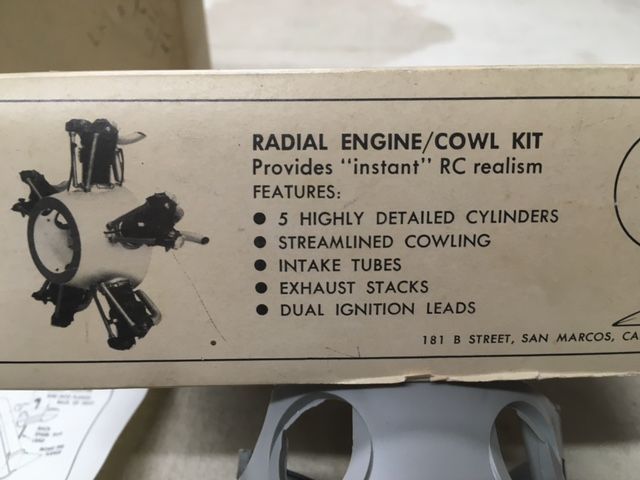 RADIAL ENGINE/COWL KIT
Provides "instant" RC realism
FEATURES:
● 5 HIGHLY DETAILED CYLINDERS
● STREAMLINED COWLING
● INTAKE TUBES
● EXHAUST STACKS
● DUAL IGNITION LEADS
181 B STREET, SAN MARCOS, CA